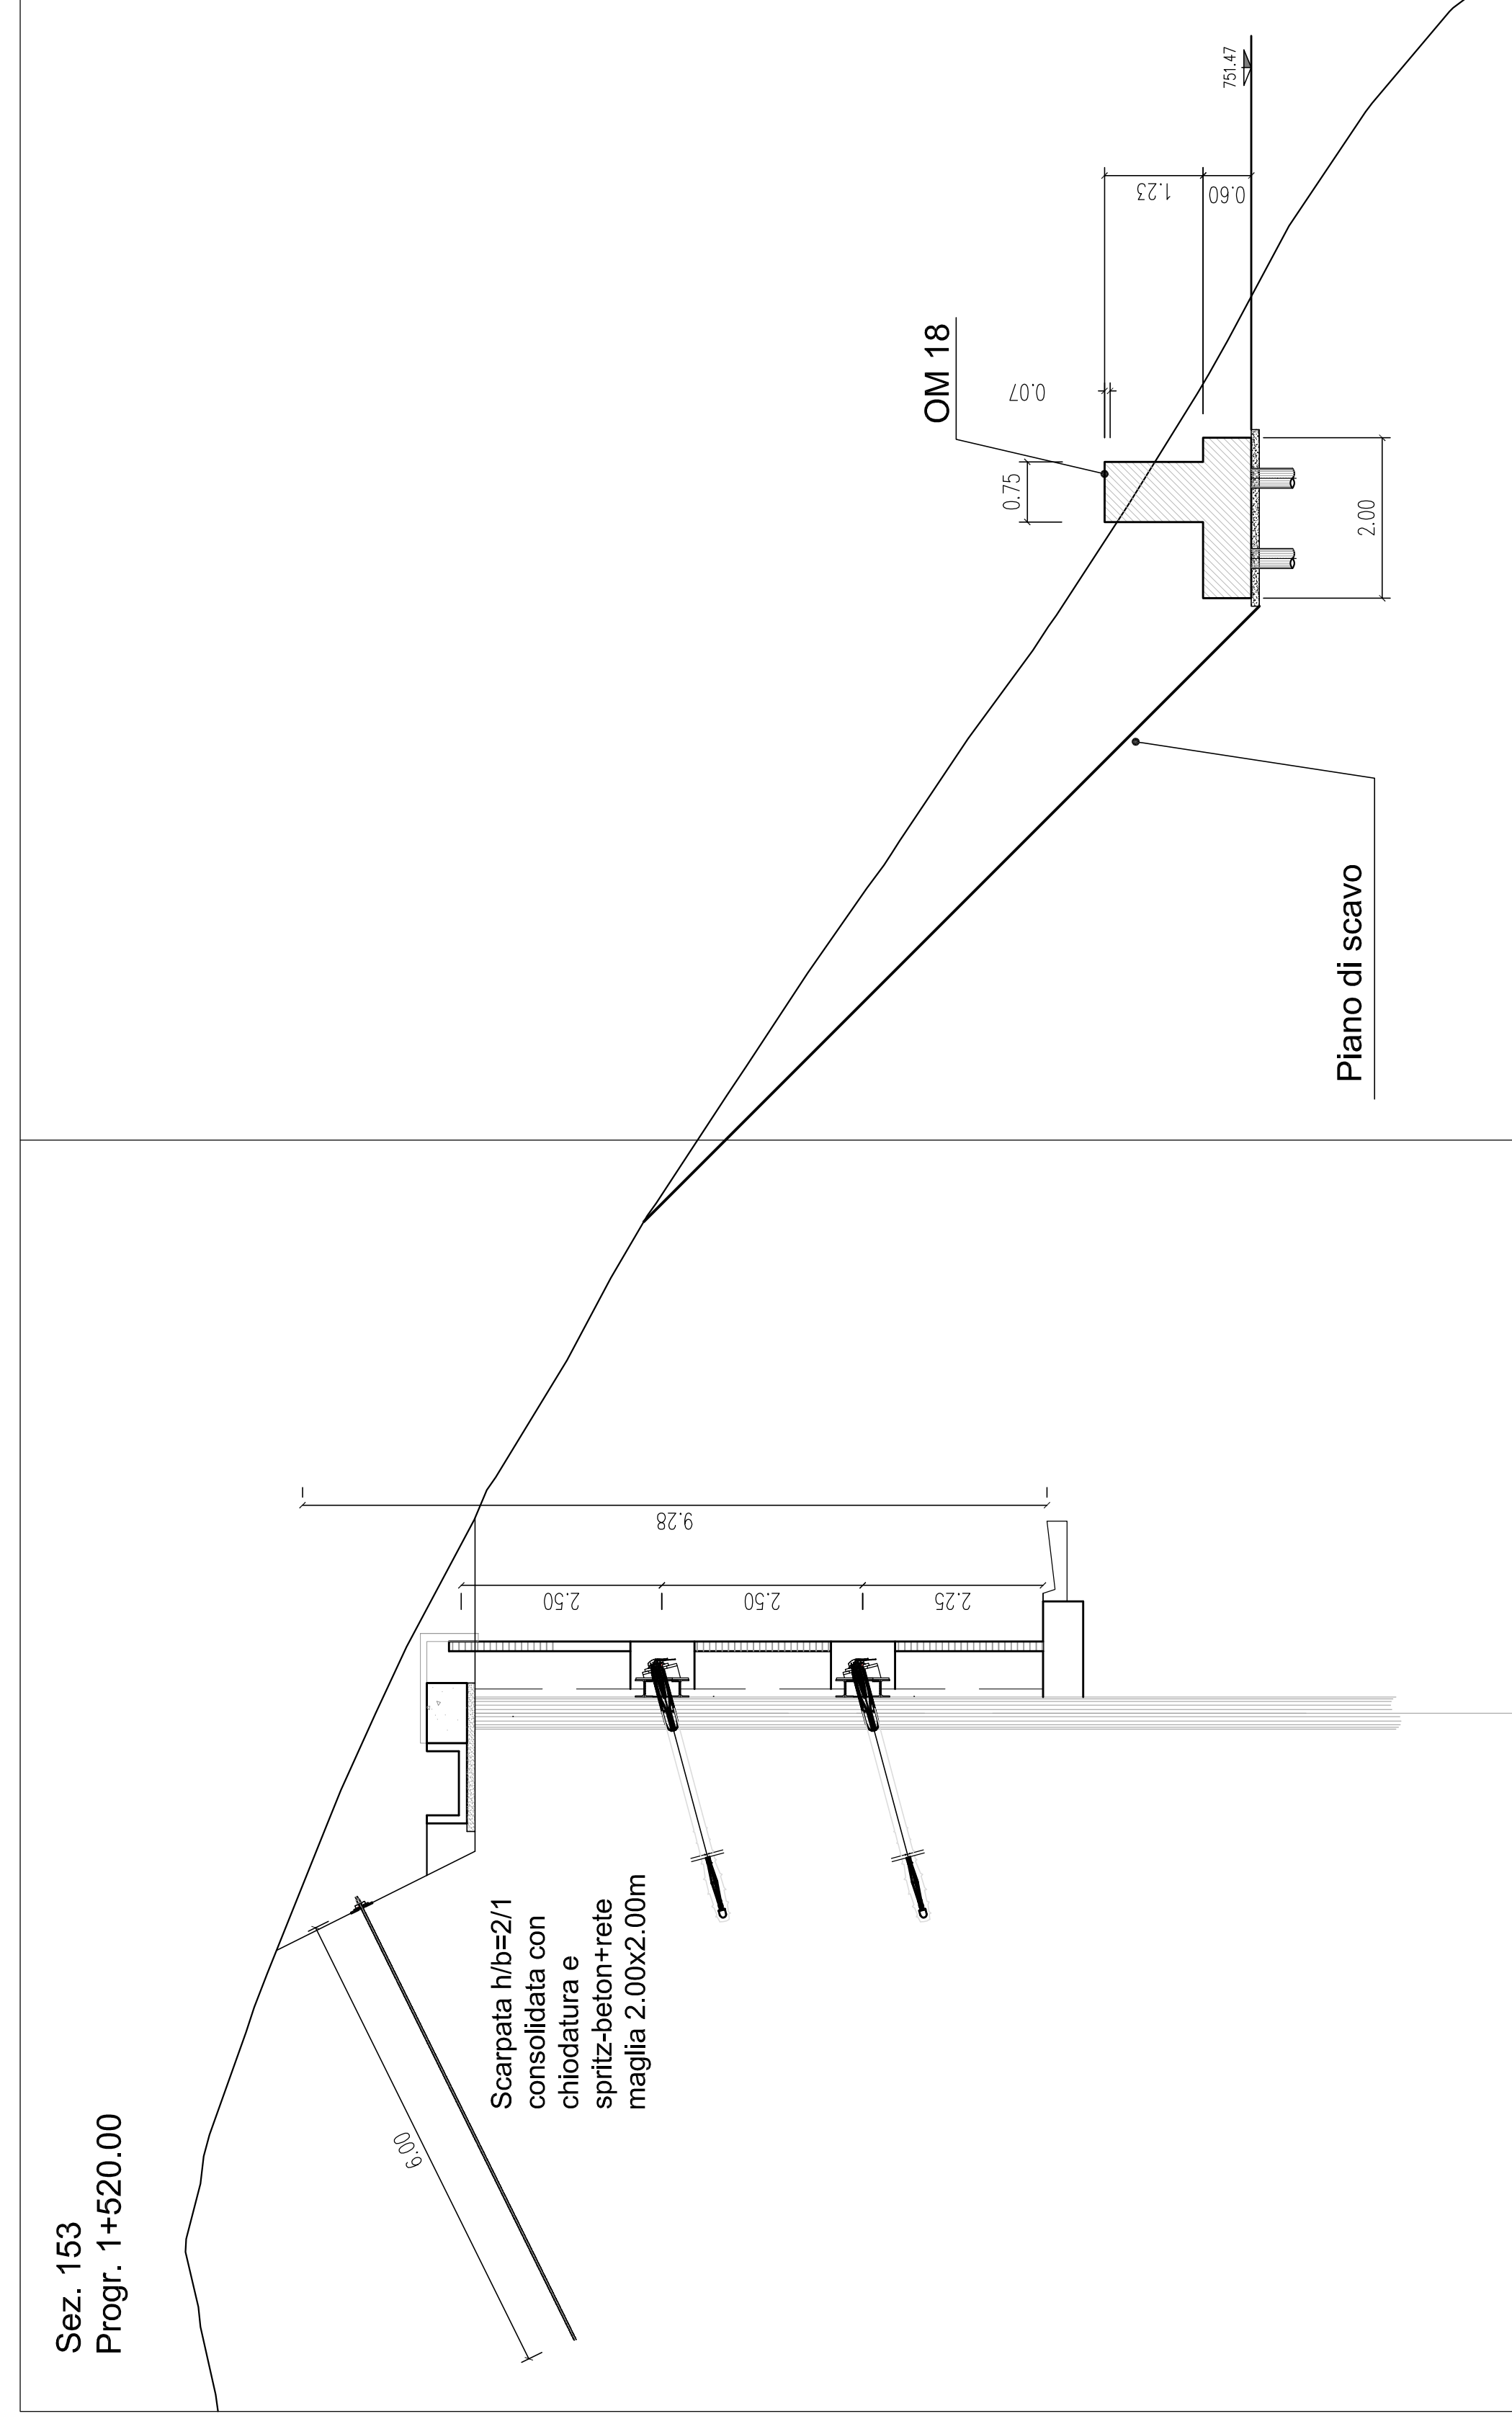 Sez. 153
Progr. 1+520.00
6.00
Scarpata h/b=2/1
consolidata con
chiodatura e
spritz-beton+rete
maglia 2.00x2.00m
9.28
2.50
2.50
2.25
OM 18
0.07
0.75
1.23
0.60
751.47
2.00
Piano di scavo